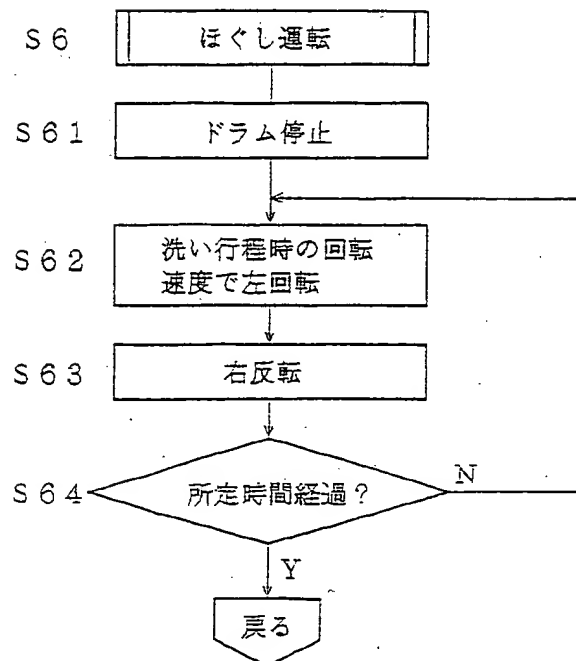 S6 ほぐし運転
S61 ドラム停止
S62 洗い行程時の回転
速度で左回転
S63 右反転
S64 所定時間経過？ N
Y
戻る